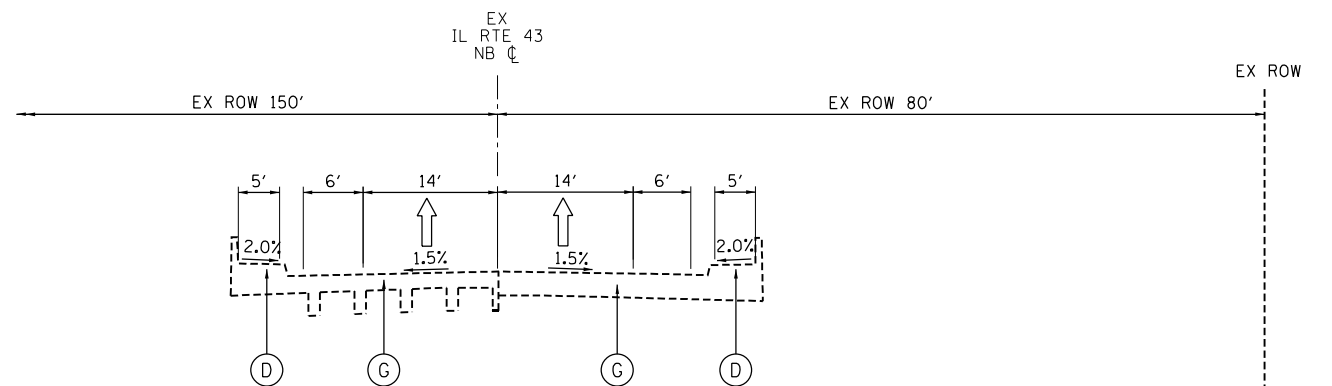 EX
IL RTE 43
NB ℄
EX ROW
EX ROW 150'
EX ROW 80'
5'
6'
14'
14'
6'
5'
2.0%
1.5%
1.5%
2.0%
D
G
G
D